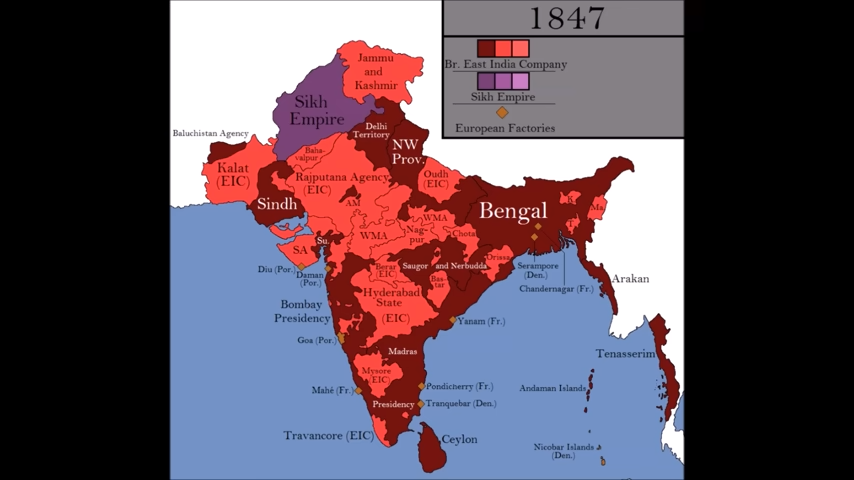 1847
Br. East India Company
Sikh Empire
European Factories
Jammu
and
Kashmir
Sikh
Empire
Baluchistan Agency
Delhi
Territory
NW
Prov.
Baha-
valpur
Kalat
(EIC)
Rajputana Agency
(EIC)
Oudh
(EIC)
Sindh
AM
WMA
Bengal
K
Ma
T
SA
Su.
WMA
Nag-
pur
Chota
Orissa
Diu (Por.)
Daman
(Por.)
Berar
(EIC)
Saugor and Nerbudda
Bas-
tar
Serampore
(Den.)
Chandernagar (Fr.)
Arakan
Bombay
Presidency
Hyderabad
State
(EIC)
Yanam (Fr.)
Goa (Por.)
Madras
Tenasserim
Mysore
(EIC)
Mahé (Fr.)
Pondicherry (Fr.)
Andaman Islands
Presidency
Tranquebar (Den.)
Travancore (EIC)
Ceylon
Nicobar Islands
(Den.)